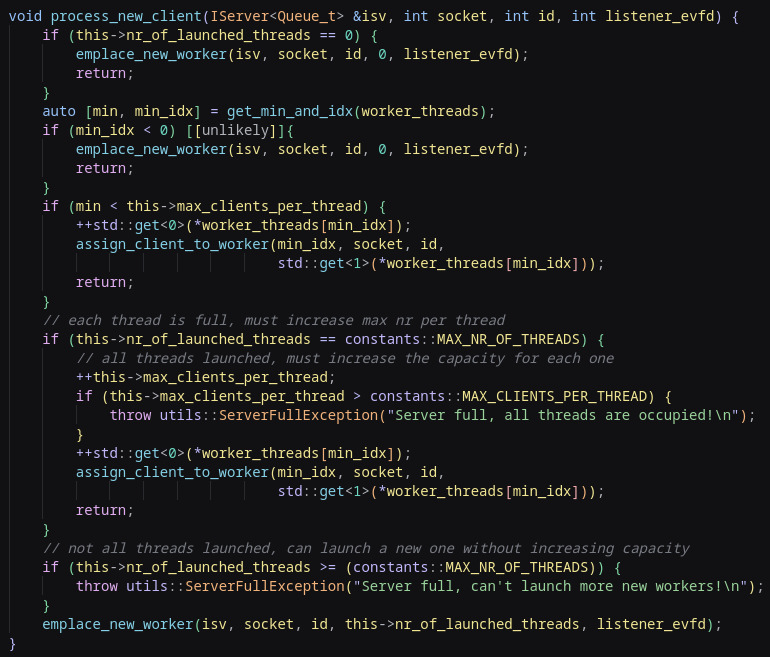 void process_new_client(IServer<Queue_t> &isv, int socket, int id, int listener_evfd) {
    if (this->nr_of_launched_threads == 0) {
        emplace_new_worker(isv, socket, id, 0, listener_evfd);
        return;
    }
    auto [min, min_idx] = get_min_and_idx(worker_threads);
    if (min_idx < 0) [[unlikely]]{
        emplace_new_worker(isv, socket, id, 0, listener_evfd);
        return;
    }
    if (min < this->max_clients_per_thread) {
        ++std::get<0>(*worker_threads[min_idx]);
        assign_client_to_worker(min_idx, socket, id,
                                std::get<1>(*worker_threads[min_idx]));
        return;
    }
    // each thread is full, must increase max nr per thread
    if (this->nr_of_launched_threads == constants::MAX_NR_OF_THREADS) {
        // all threads launched, must increase the capacity for each one
        ++this->max_clients_per_thread;
        if (this->max_clients_per_thread > constants::MAX_CLIENTS_PER_THREAD) {
            throw utils::ServerFullException("Server full, all threads are occupied!\n");
        }
        ++std::get<0>(*worker_threads[min_idx]);
        assign_client_to_worker(min_idx, socket, id,
                                std::get<1>(*worker_threads[min_idx]));
        return;
    }
    // not all threads launched, can launch a new one without increasing capacity
    if (this->nr_of_launched_threads >= (constants::MAX_NR_OF_THREADS)) {
        throw utils::ServerFullException("Server full, can't launch more new workers!\n");
    }
    emplace_new_worker(isv, socket, id, this->nr_of_launched_threads, listener_evfd);
}